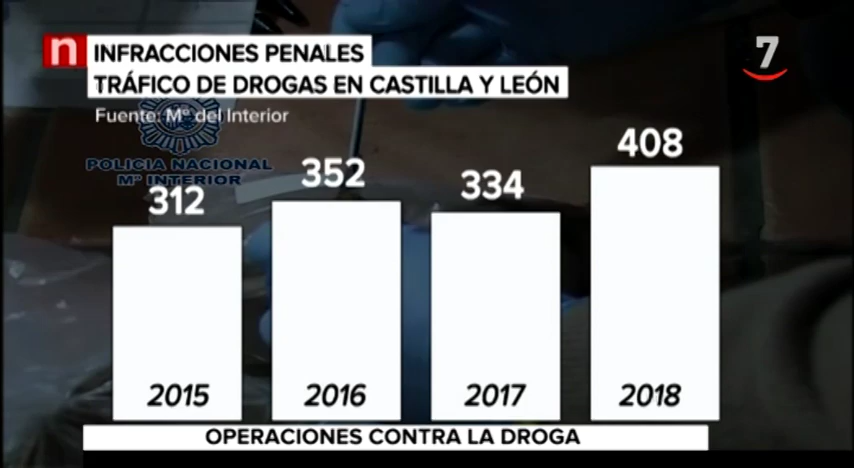 n
INFRACCIONES PENALES
TRÁFICO DE DROGAS EN CASTILLA Y LEÓN
Fuente: Mº del Interior
7
POLICIA NACIONAL
Mº INTERIOR
312
352
334
408
2015
2016
2017
2018
OPERACIONES CONTRA LA DROGA